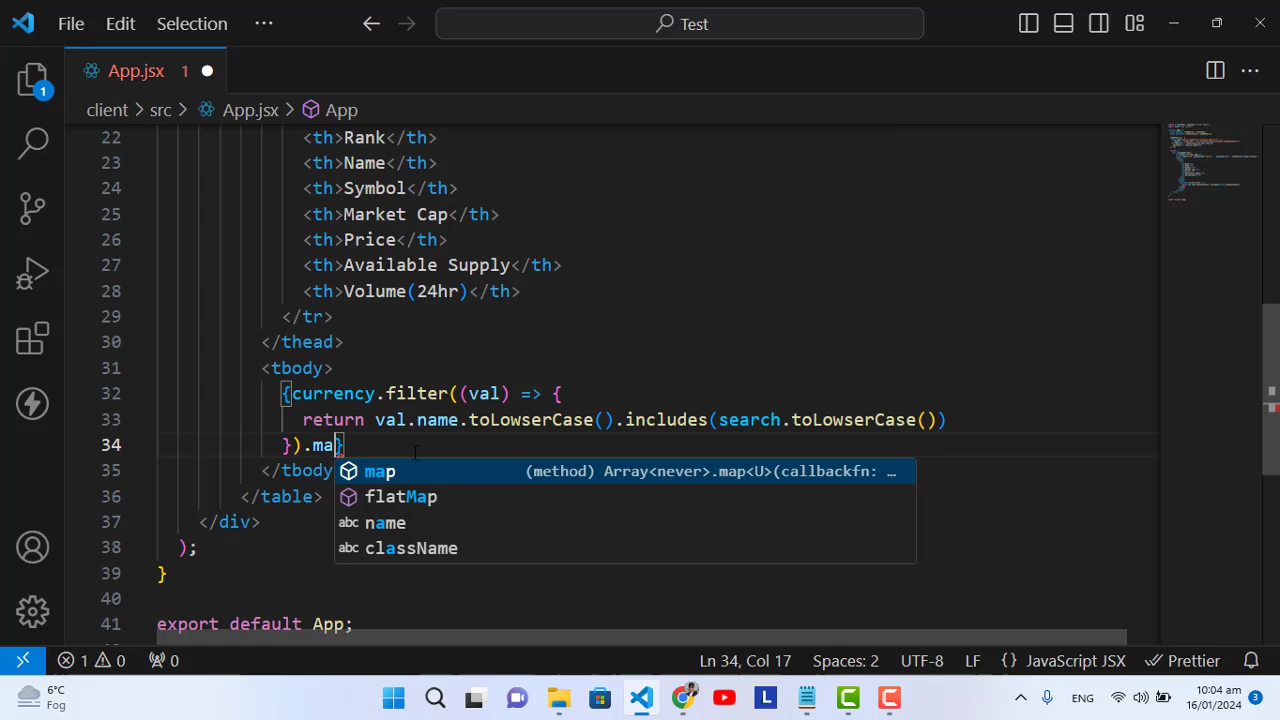 File Edit Selection ··· Test
App.jsx 1
client > src > App.jsx > App
22 <th>Rank</th>
23 <th>Name</th>
24 <th>Symbol</th>
25 <th>Market Cap</th>
26 <th>Price</th>
27 <th>Available Supply</th>
28 <th>Volume(24hr)</th>
29 </tr>
30 </thead>
31 <tbody>
32 {currency.filter((val) => {
33 return val.name.toLowserCase().includes(search.toLowserCase())
34 }).ma}
35 </tbody
map (method) Array<never>.map<U>(callbackfn: …
36 </table>
flatMap
37 </div>
name
38 );
className
39 }
40
41 export default App;
1 0 0 Ln 34, Col 17 Spaces: 2 UTF-8 LF {} JavaScript JSX Prettier
1
6°C
Fog
L
ENG
10:04 am
16/01/2024
3